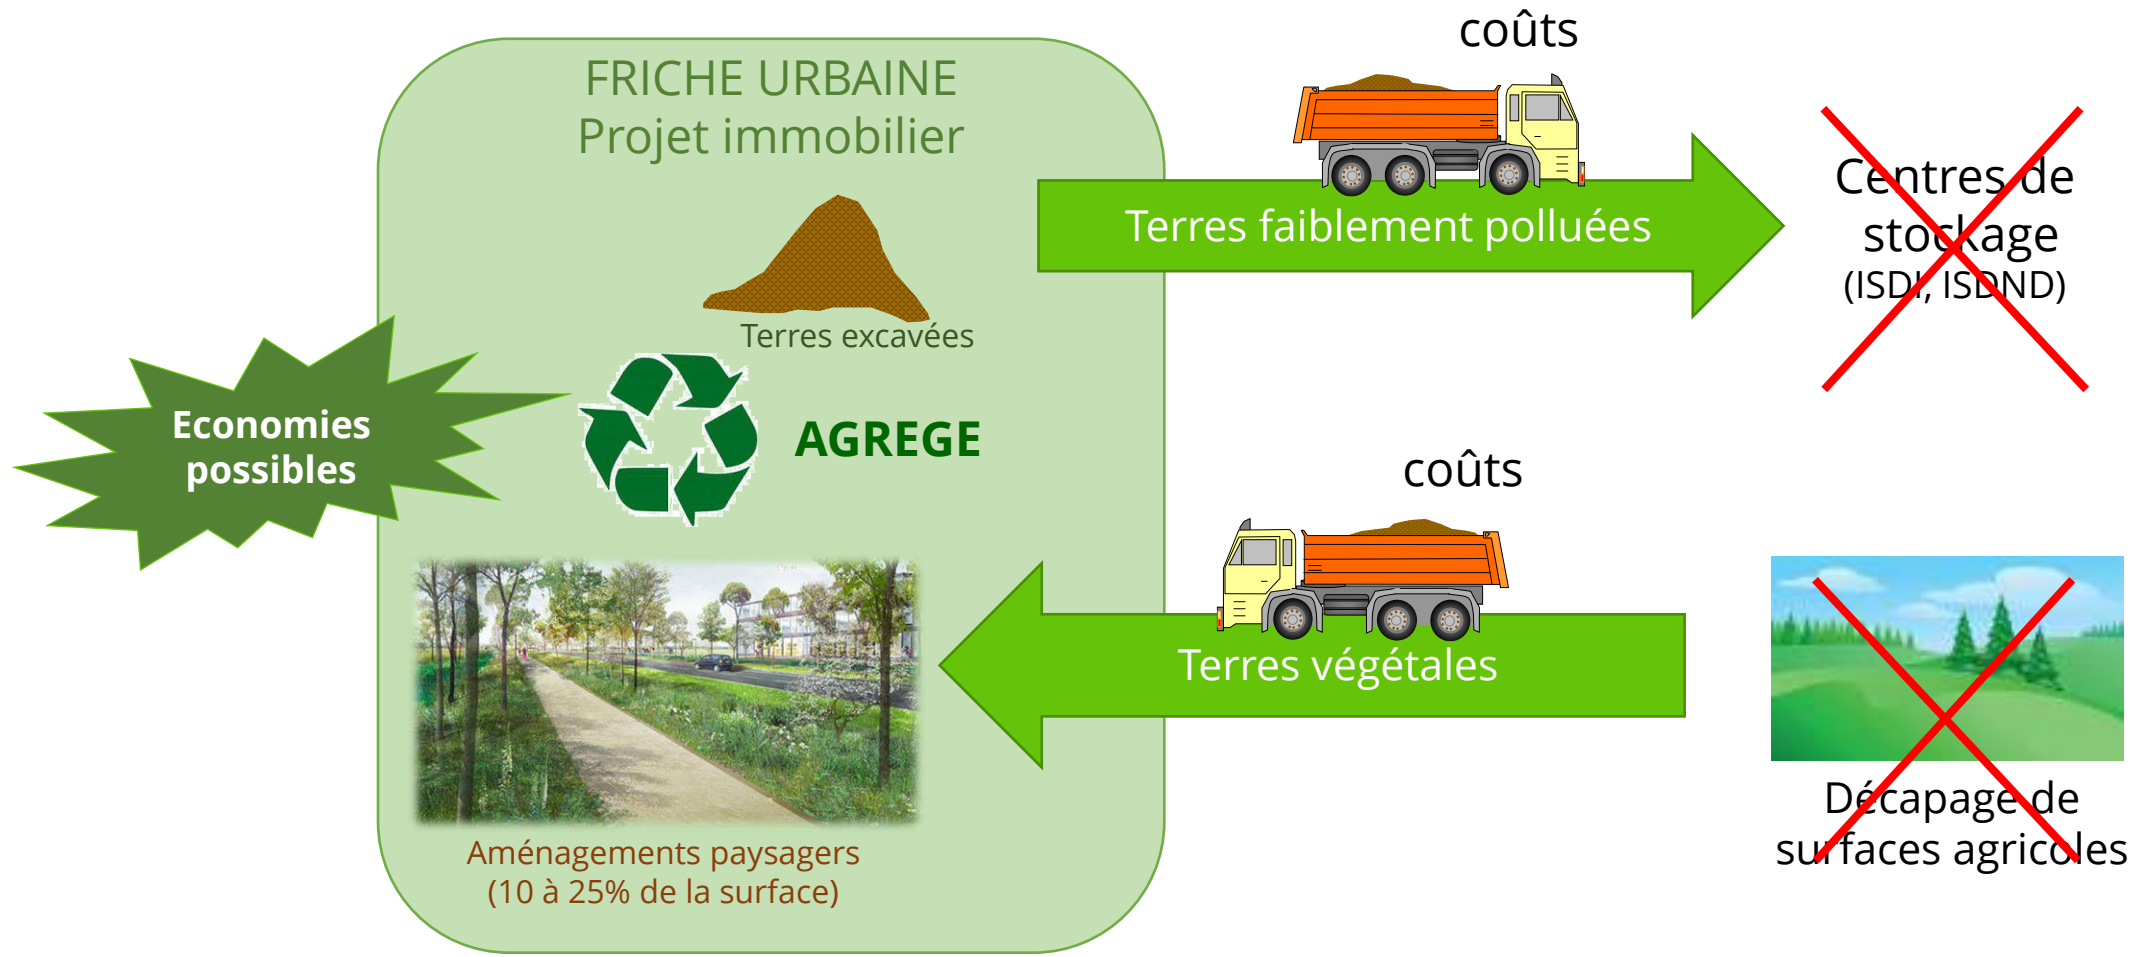 coûts
FRICHE URBAINE
Projet immobilier
Terres faiblement polluées
Centres de
stockage
(ISDI, ISDND)
Terres excavées
Economies
possibles
AGREGE
coûts
Terres végétales
Décapage de
surfaces agricoles
Aménagements paysagers
(10 à 25% de la surface)